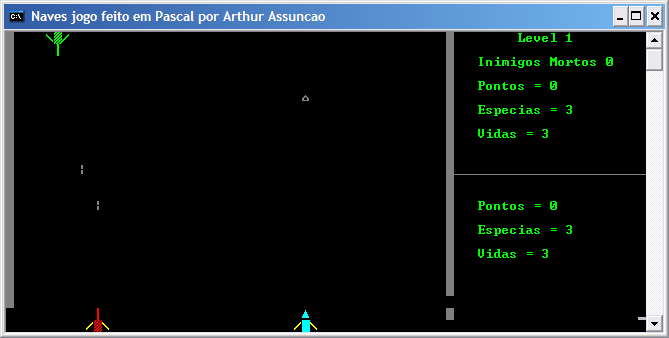 Naves jogo feito em Pascal por Arthur Assuncao
Level 1
Inimigos Mortos 0
Pontos = 0
Especias = 3
Vidas = 3
Pontos = 0
Especias = 3
Vidas = 3